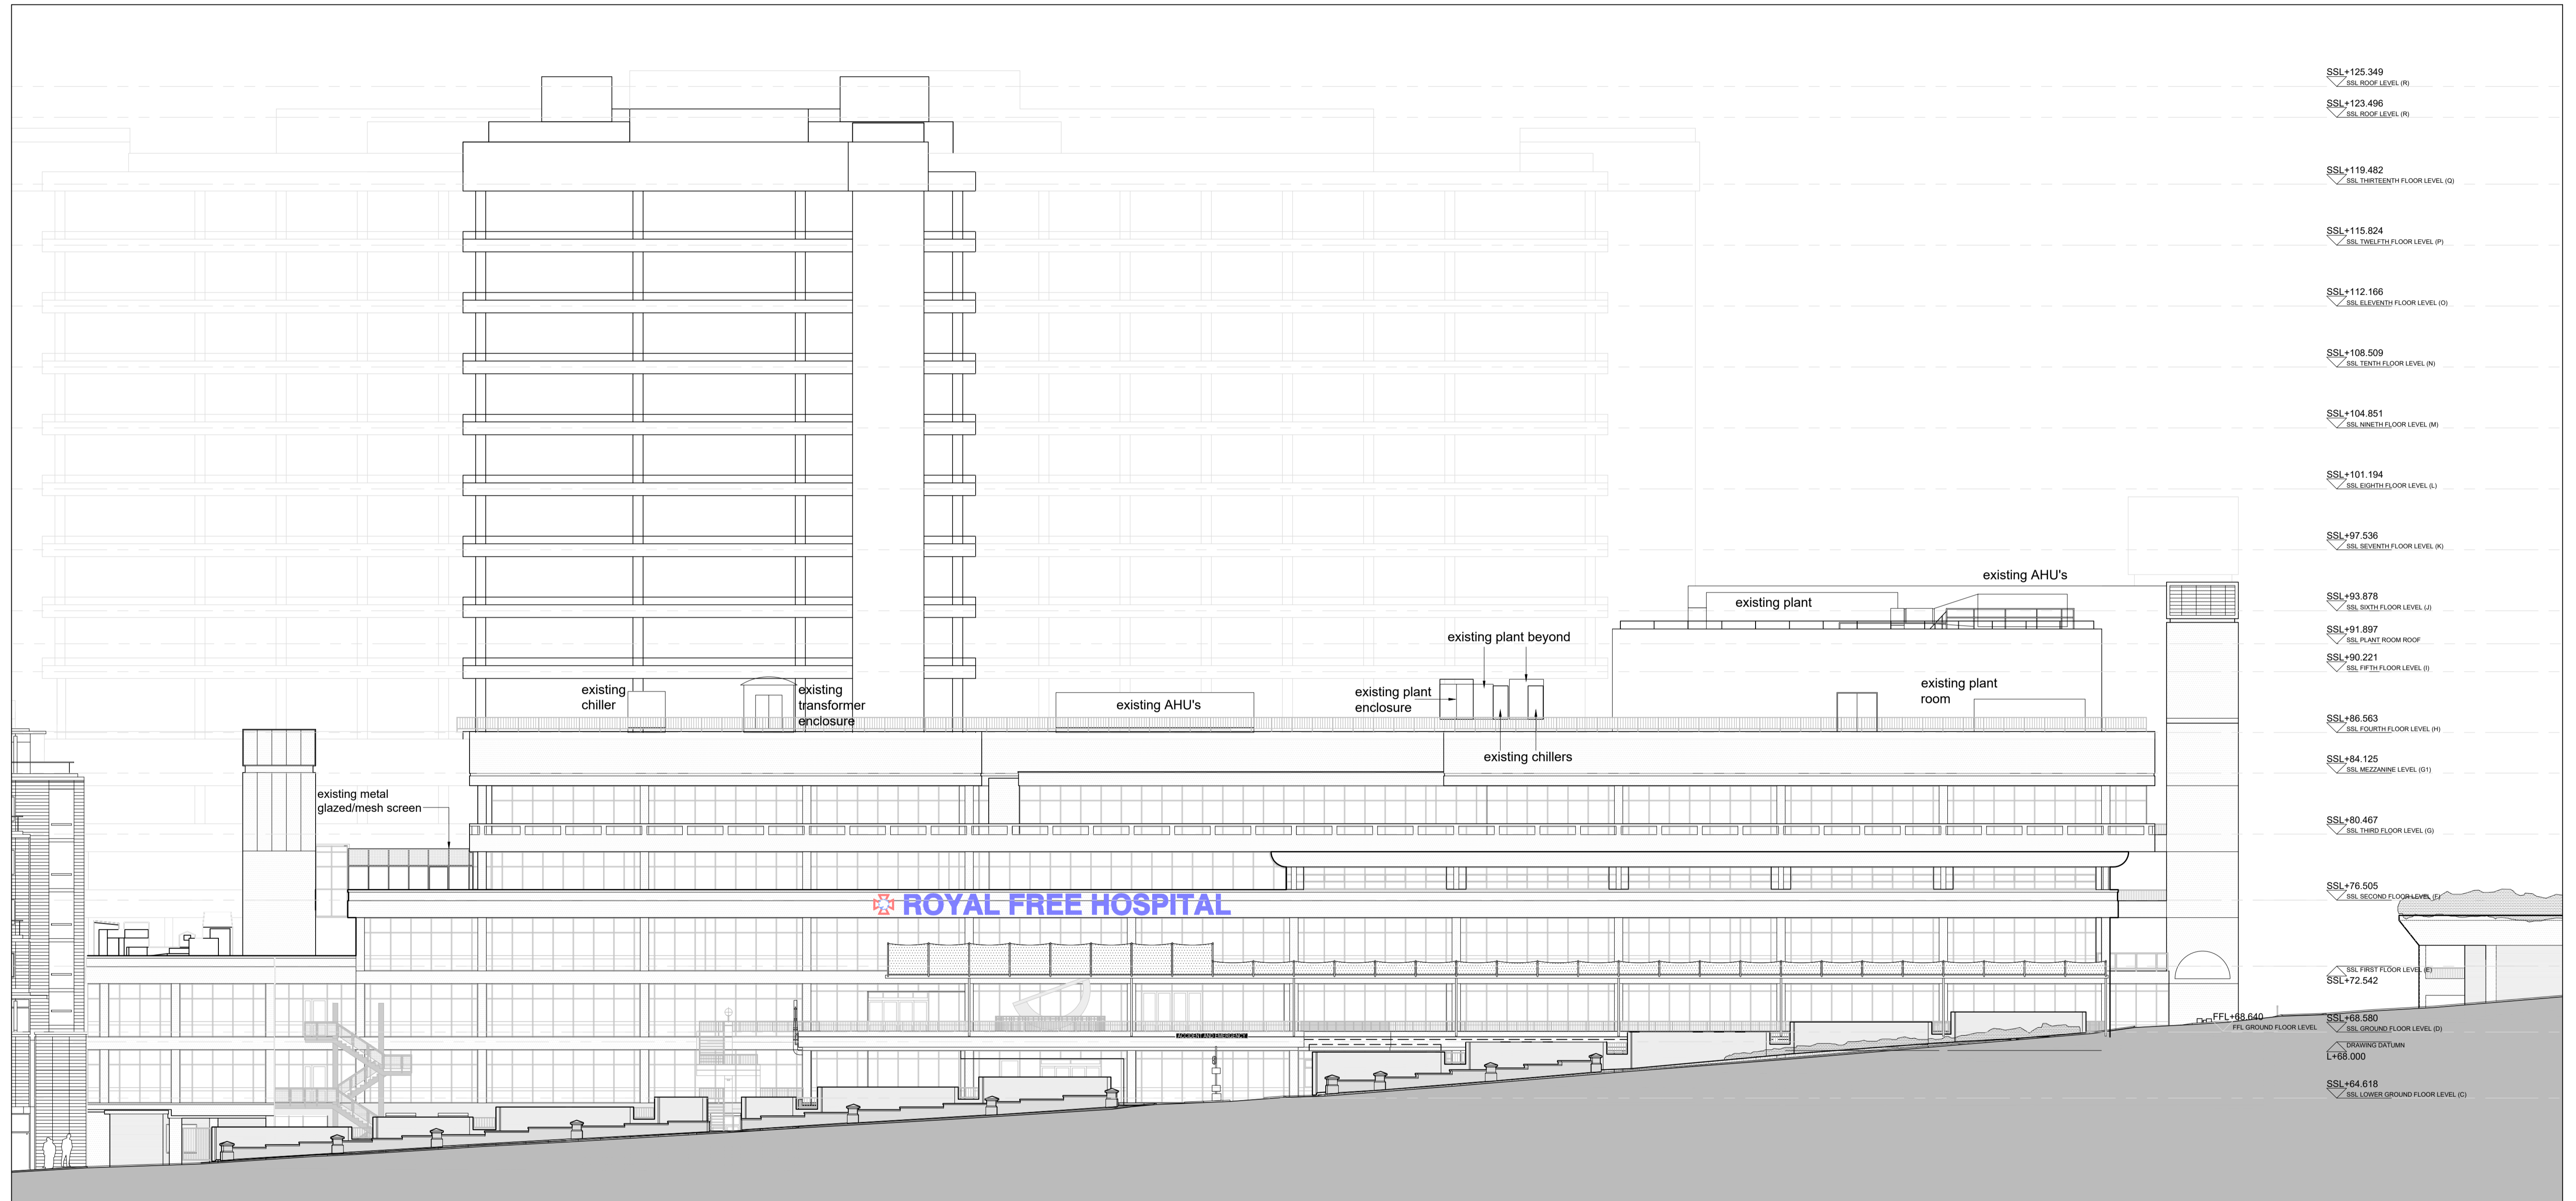 SSL+125.349
SSL ROOF LEVEL (R)
SSL+123.496
SSL ROOF LEVEL (R)
SSL+119.482
SSL THIRTEENTH FLOOR LEVEL (Q)
SSL+115.824
SSL TWELFTH FLOOR LEVEL (P)
SSL+112.166
SSL ELEVENTH FLOOR LEVEL (O)
SSL+108.509
SSL TENTH FLOOR LEVEL (N)
SSL+104.851
SSL NINETH FLOOR LEVEL (M)
SSL+101.194
SSL EIGHTH FLOOR LEVEL (L)
SSL+97.536
SSL SEVENTH FLOOR LEVEL (K)
existing AHU's
existing plant
SSL+93.878
SSL SIXTH FLOOR LEVEL (J)
existing plant beyond
SSL+91.897
SSL PLANT ROOM ROOF
SSL+90.221
SSL FIFTH FLOOR LEVEL (I)
existing
chiller
existing
transformer
enclosure
existing AHU's
existing plant
enclosure
existing plant
room
SSL+86.563
SSL FOURTH FLOOR LEVEL (H)
existing chillers
SSL+84.125
SSL MEZZANINE LEVEL (G1)
existing metal
glazed/mesh screen
SSL+80.467
SSL THIRD FLOOR LEVEL (G)
ROYAL FREE HOSPITAL
SSL+76.505
SSL SECOND FLOOR LEVEL (F)
SSL FIRST FLOOR LEVEL (E)
SSL+72.542
FFL+68.640
FFL GROUND FLOOR LEVEL
SSL+68.580
SSL GROUND FLOOR LEVEL (D)
ACCIDENT AND EMERGENCY
DRAWING DATUMN
L+68.000
SSL+64.618
SSL LOWER GROUND FLOOR LEVEL (C)